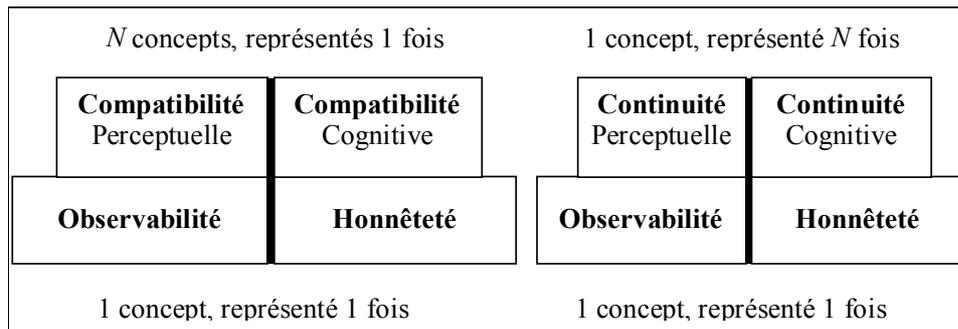 N concepts, représentés 1 fois
1 concept, représenté N fois
Compatibilité
Perceptuelle
Compatibilité
Cognitive
Continuité
Perceptuelle
Continuité
Cognitive
Observabilité
Honnêteté
Observabilité
Honnêteté
1 concept, représenté 1 fois
1 concept, représenté 1 fois